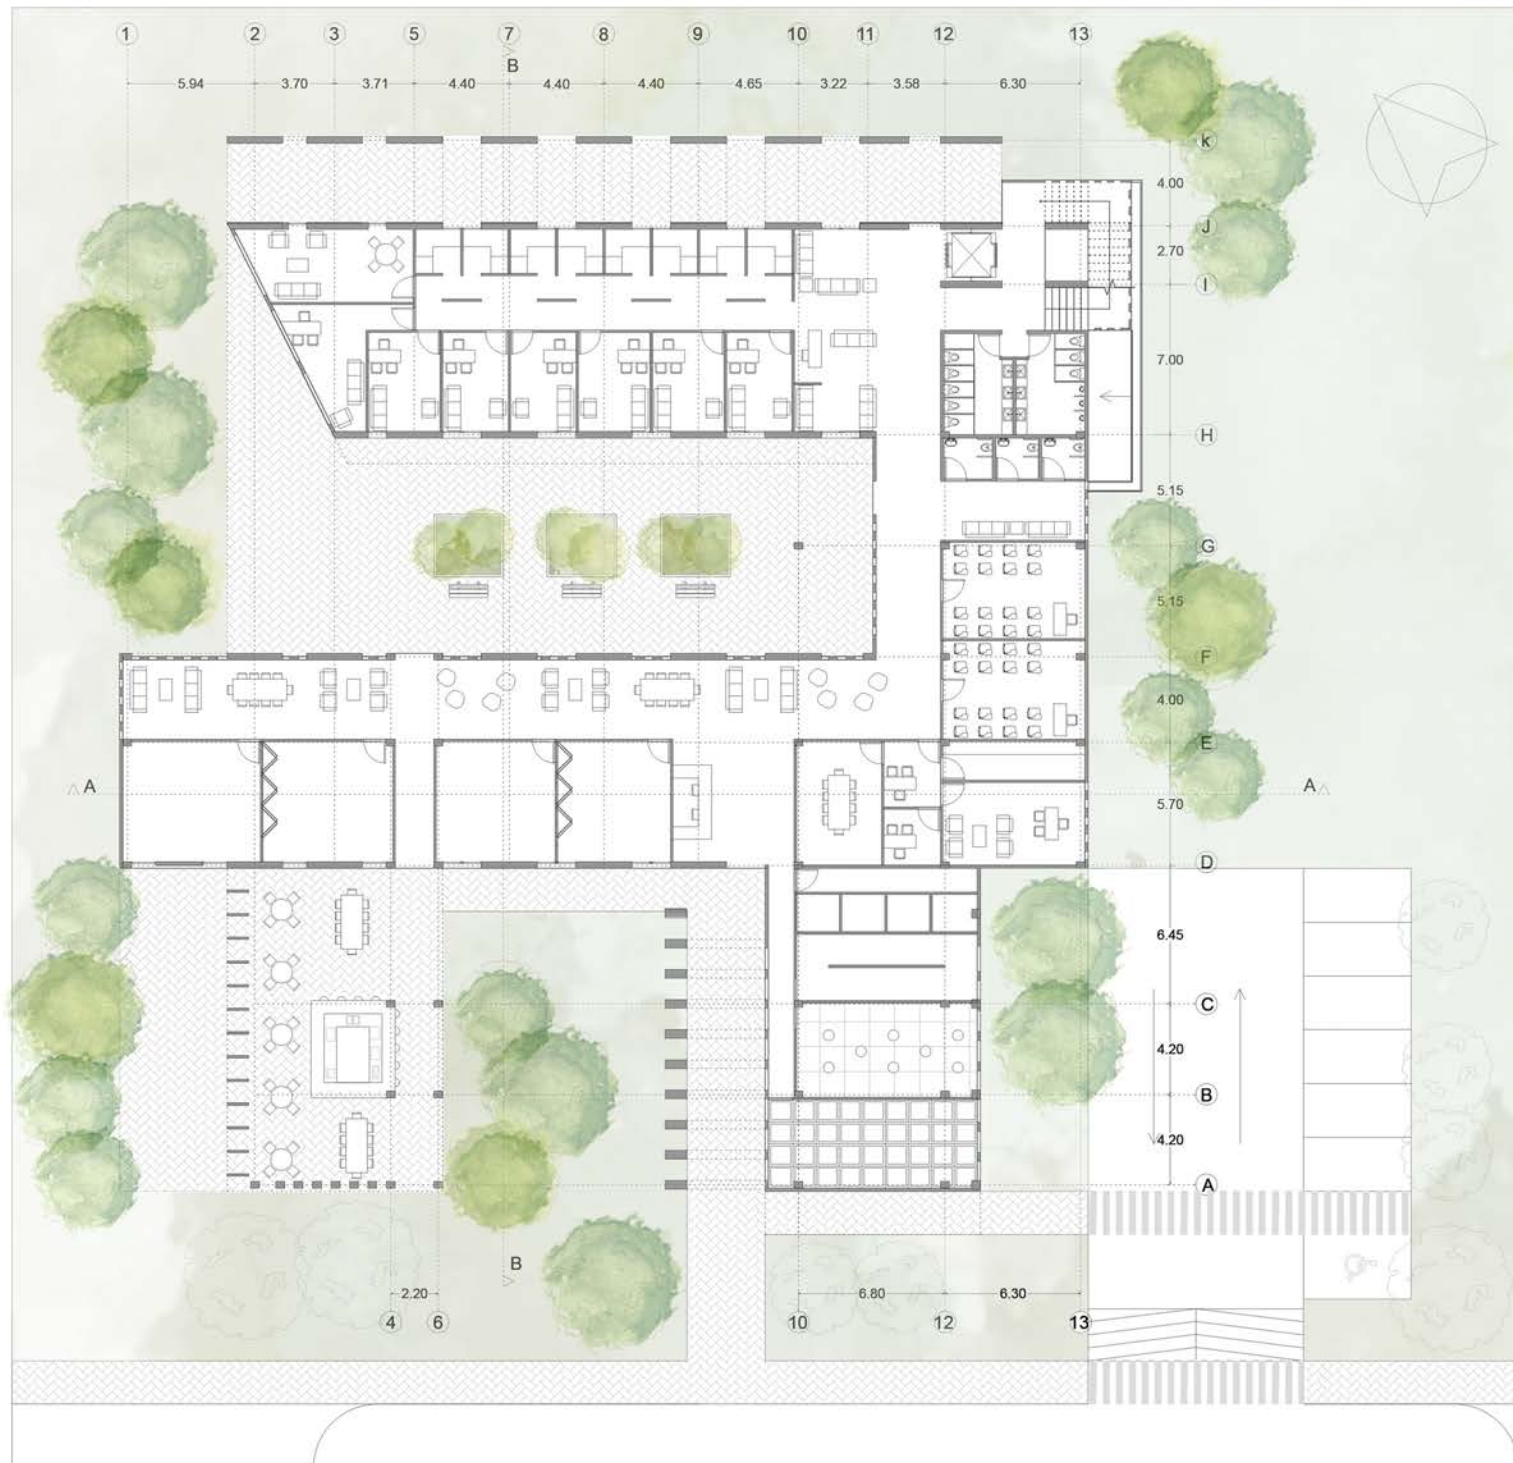 1 2 3 5 7 8 9 10 11 12 13
B
5.94 3.70 3.71 4.40 4.40 4.40 4.65 3.22 3.58 6.30
k
4.00
J
2.70
I
7.00
H
5.15
G
5.15
F
4.00
E
A A
5.70
D
6.45
C
4.20
B
4.20
A
B
2.20 6.80 6.30
4 6 10 12 13